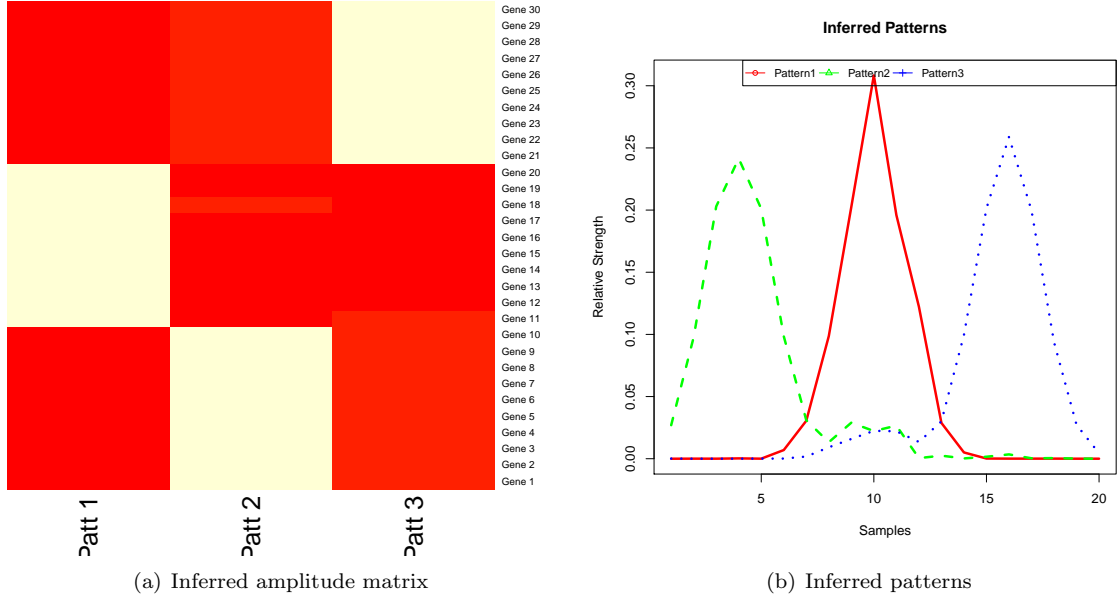 Gene 30
Gene 29
Gene 28
Gene 27
Gene 26
Gene 25
Gene 24
Gene 23
Gene 22
Gene 21
Gene 20
Gene 19
Gene 18
Gene 17
Gene 16
Gene 15
Gene 14
Gene 13
Gene 12
Gene 11
Gene 10
Gene 9
Gene 8
Gene 7
Gene 6
Gene 5
Gene 4
Gene 3
Gene 2
Gene 1
Patt 1
Patt 2
Patt 3
(a) Inferred amplitude matrix
Inferred Patterns
Pattern1 Pattern2 Pattern3
Relative Strength
0.30
0.25
0.20
0.15
0.10
0.05
0.00
5 10 15 20
Samples
(b) Inferred patterns